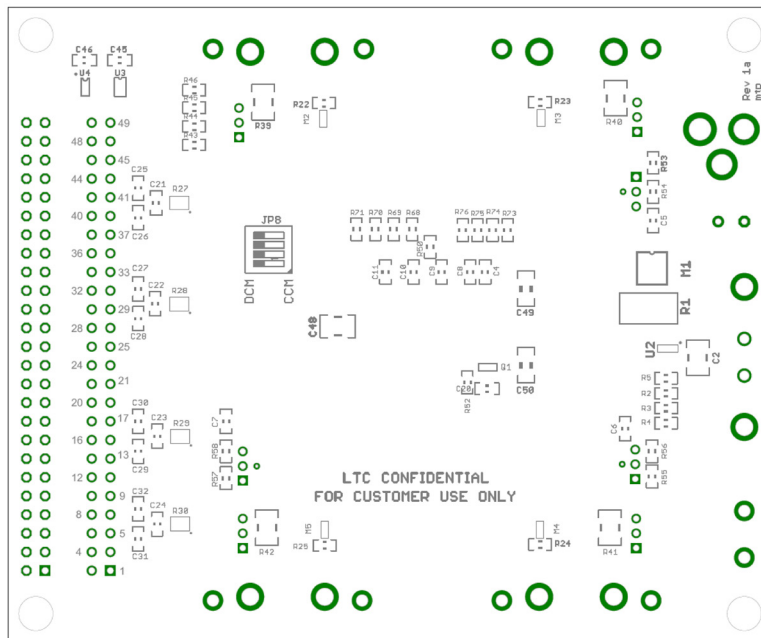 C46 C45
U4 U3
Rev 1a
R46
R45
R44
R43
R39
R22
M2
R23
M3
R40
49
48
45
44
41
40
37
36
33
32
29
28
25
24
21
20
17
16
13
12
9
8
5
4
1
C25
C21
R27
C26
R53
R54
C5
JP8
DCM
CCM
R71 R70 R69 R68
R50
R76 R75 R74 R73
C11 C10 C9 C8 C4
C27
C22
R28
C28
M1
R1
C48
C49
U2
C2
Q1
C20
R52
C50
R5
R2
R3
R4
C30
C23
R29
C29
C7
R58
R57
C6
R56
R55
LTC CONFIDENTIAL
FOR CUSTOMER USE ONLY
C32
C24
R30
C31
R42
M5
R25
M4
R24
R41